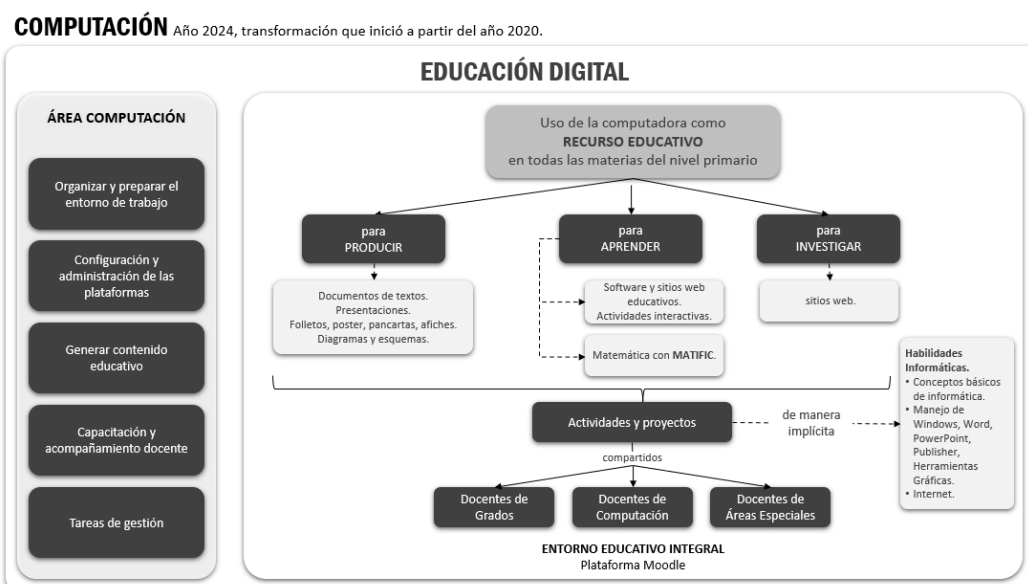 COMPUTACIÓN Año 2024, transformación que inició a partir del año 2020.
EDUCACIÓN DIGITAL
ÁREA COMPUTACIÓN
Organizar y preparar el
entorno de trabajo
Configuración y
administración de las
plataformas
Generar contenido
educativo
Capacitación y
acompañamiento docente
Tareas de gestión
Uso de la computadora como
RECURSO EDUCATIVO
en todas las materias del nivel primario
para
PRODUCIR
para
APRENDER
para
INVESTIGAR
Documentos de textos.
Presentaciones.
Folletos, poster, pancartas, afiches.
Diagramas y esquemas.
Software y sitios web
educativos.
Actividades interactivas.
Matemática con MATIFIC.
sitios web.
Actividades y proyectos
de manera
implícita
Habilidades
Informáticas.
• Conceptos básicos
de informática.
• Manejo de
Windows, Word,
PowerPoint,
Publisher,
Herramientas
Gráficas.
• Internet.
compartidos
Docentes de
Grados
Docentes de
Computación
Docentes de
Áreas Especiales
ENTORNO EDUCATIVO INTEGRAL
Plataforma Moodle